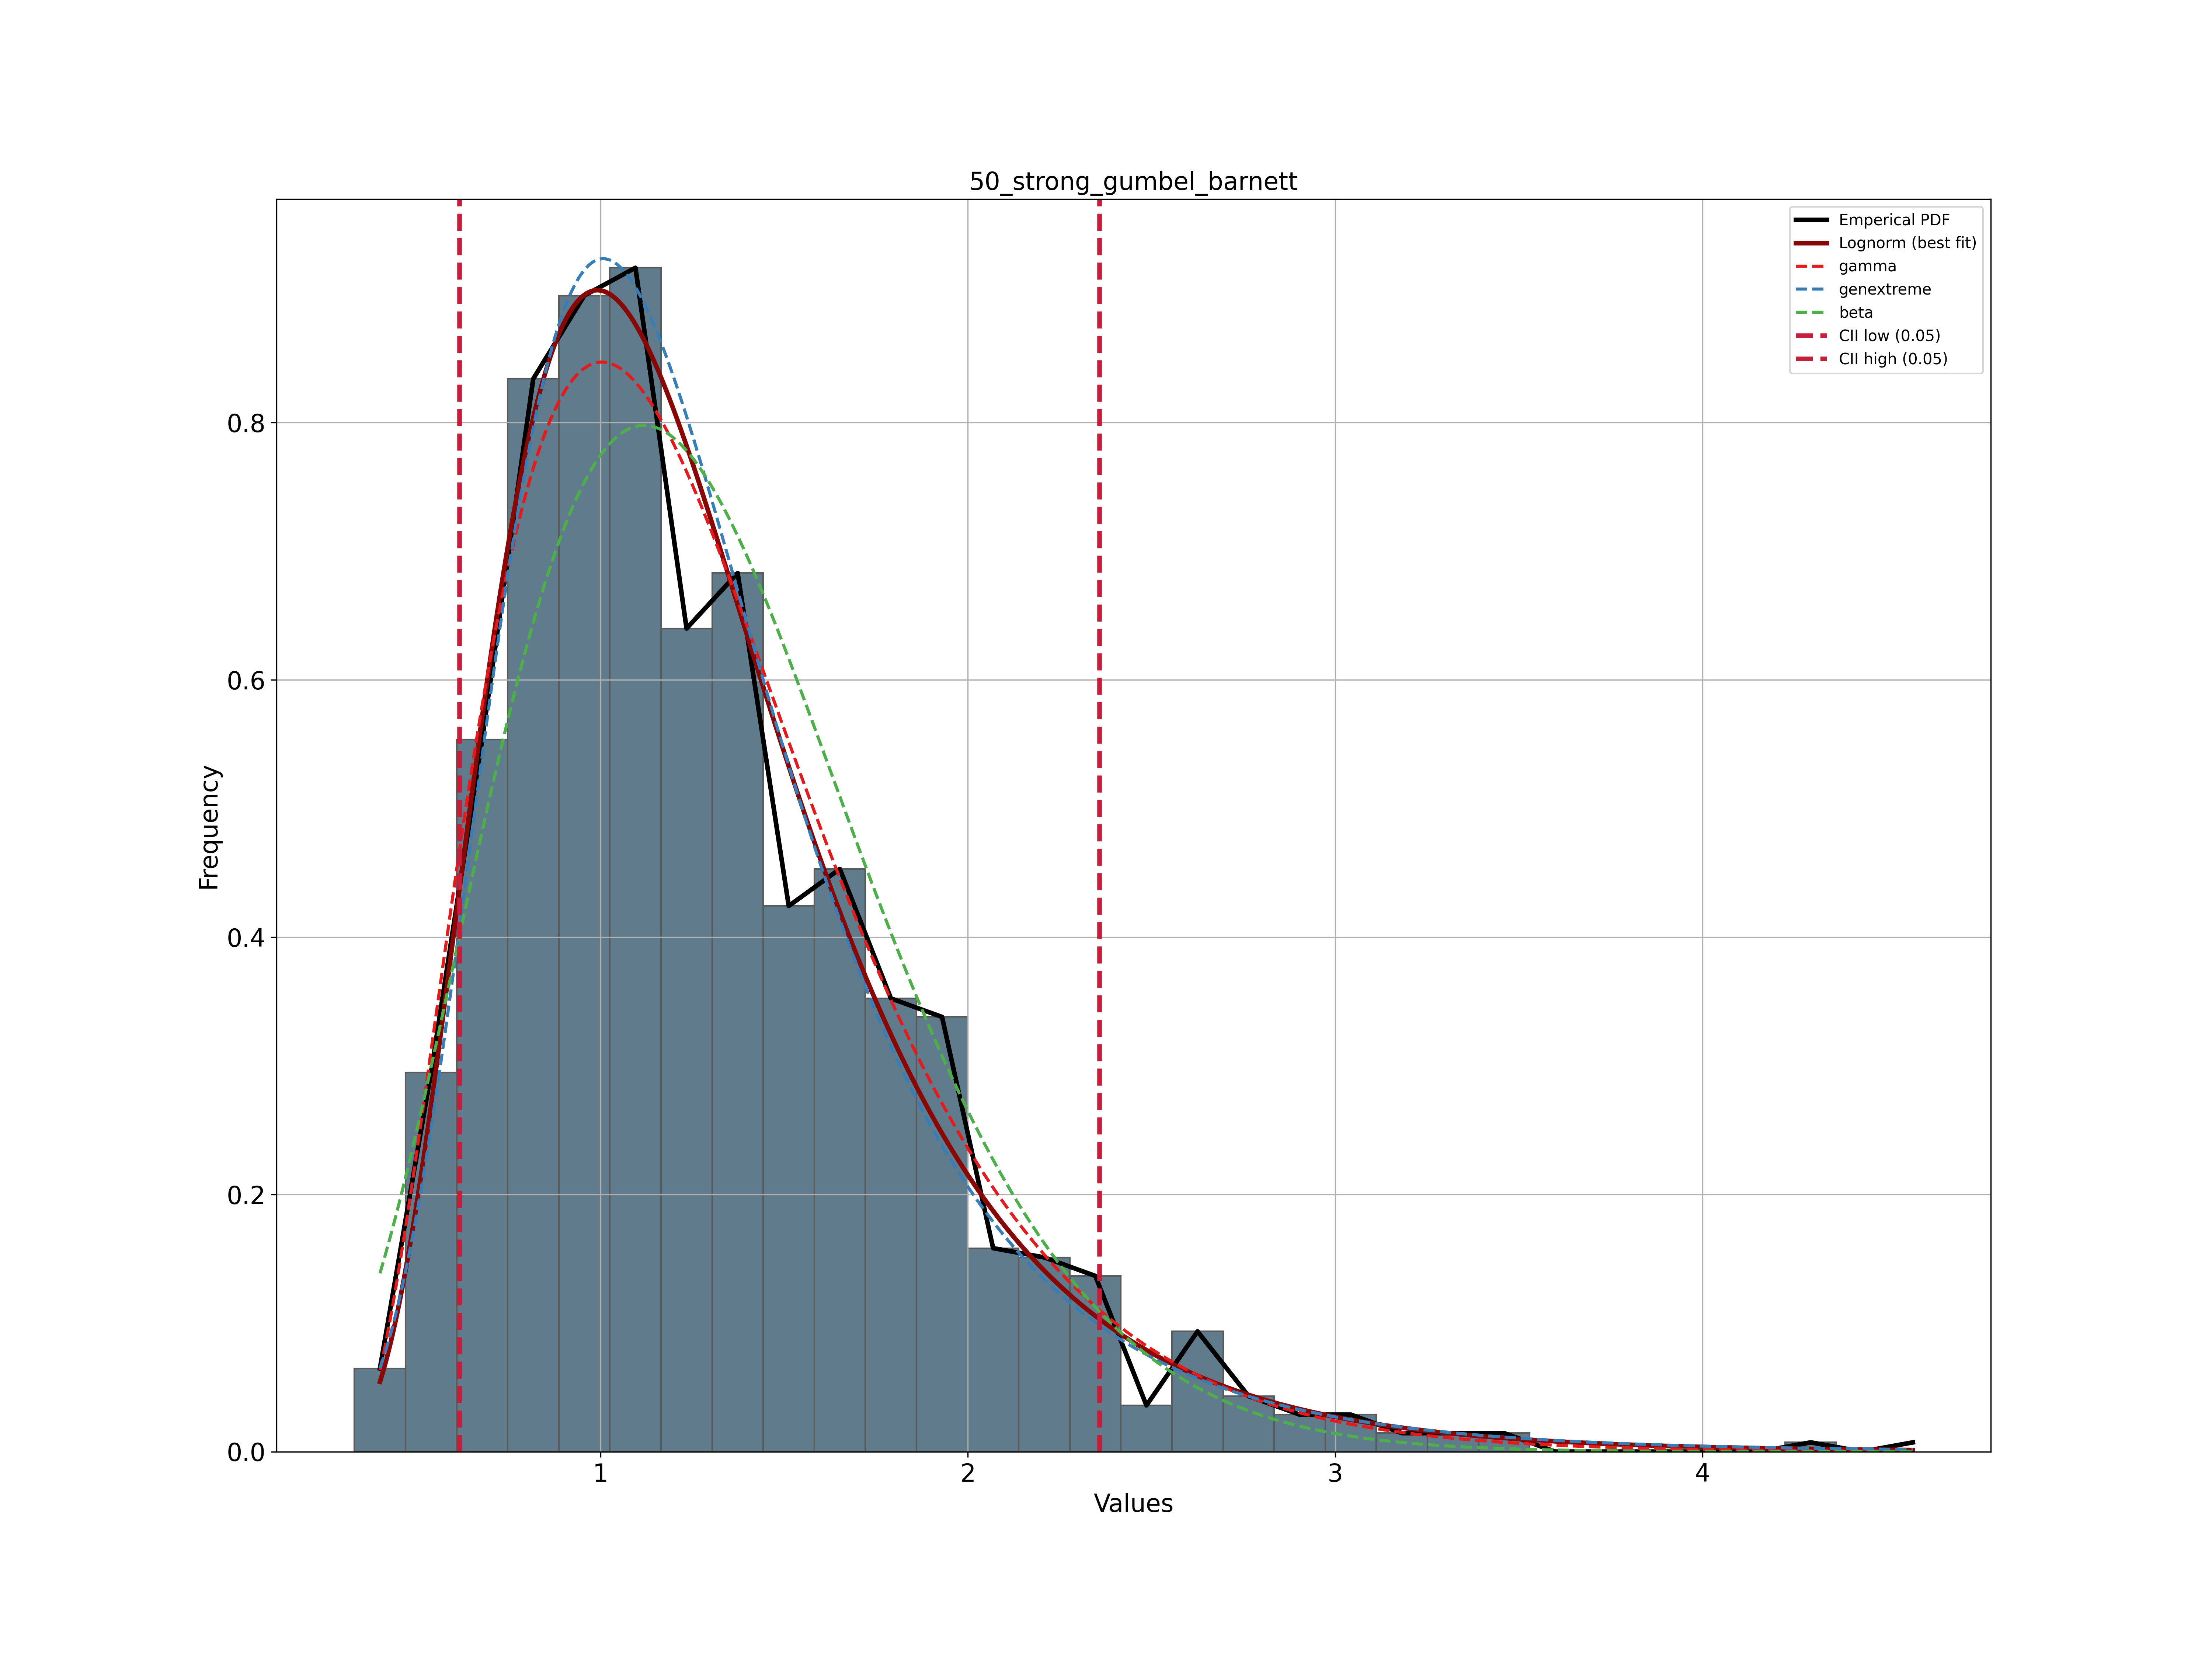 50_strong_gumbel_barnett
Emperical PDF
Lognorm (best fit)
gamma
genextreme
beta
CII low (0.05)
CII high (0.05)
Frequency
0.8
0.6
0.4
0.2
0.0
1 2 3 4
Values